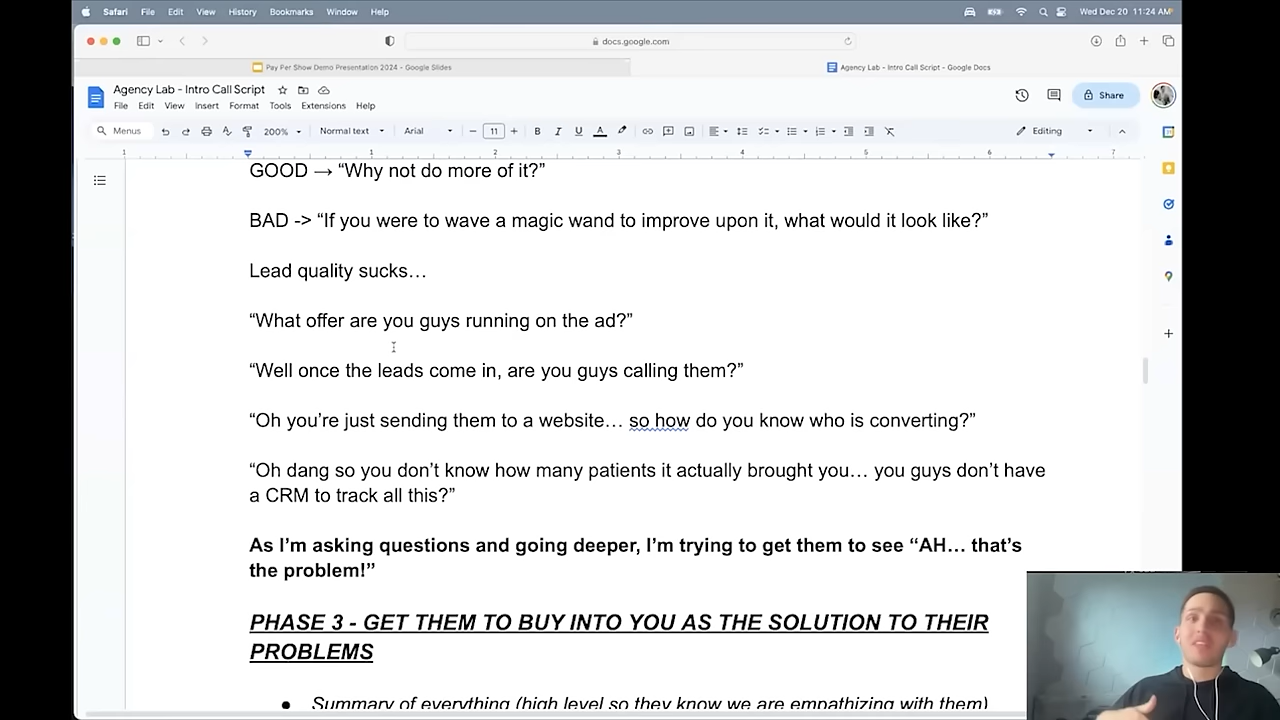 Safari File Edit View History Bookmarks Window Help Wed Dec 20 11:24 AM
docs.google.com
Pay Per Show Demo Presentation 2024 - Google Slides Agency Lab - Intro Call Script - Google Docs
Agency Lab - Intro Call Script
File Edit View Insert Format Tools Extensions Help
Share
Menus 200% Normal text Arial 11 B I U A Editing
1 1 2 3 4 5 6 7
GOOD → “Why not do more of it?”
BAD -> “If you were to wave a magic wand to improve upon it, what would it look like?”
Lead quality sucks…
“What offer are you guys running on the ad?”
“Well once the leads come in, are you guys calling them?”
“Oh you’re just sending them to a website… so how do you know who is converting?”
“Oh dang so you don’t know how many patients it actually brought you… you guys don’t have
a CRM to track all this?”
As I’m asking questions and going deeper, I’m trying to get them to see “AH… that’s
the problem!”
PHASE 3 - GET THEM TO BUY INTO YOU AS THE SOLUTION TO THEIR
PROBLEMS
● Summary of everything (high level so they know we are empathizing with them)